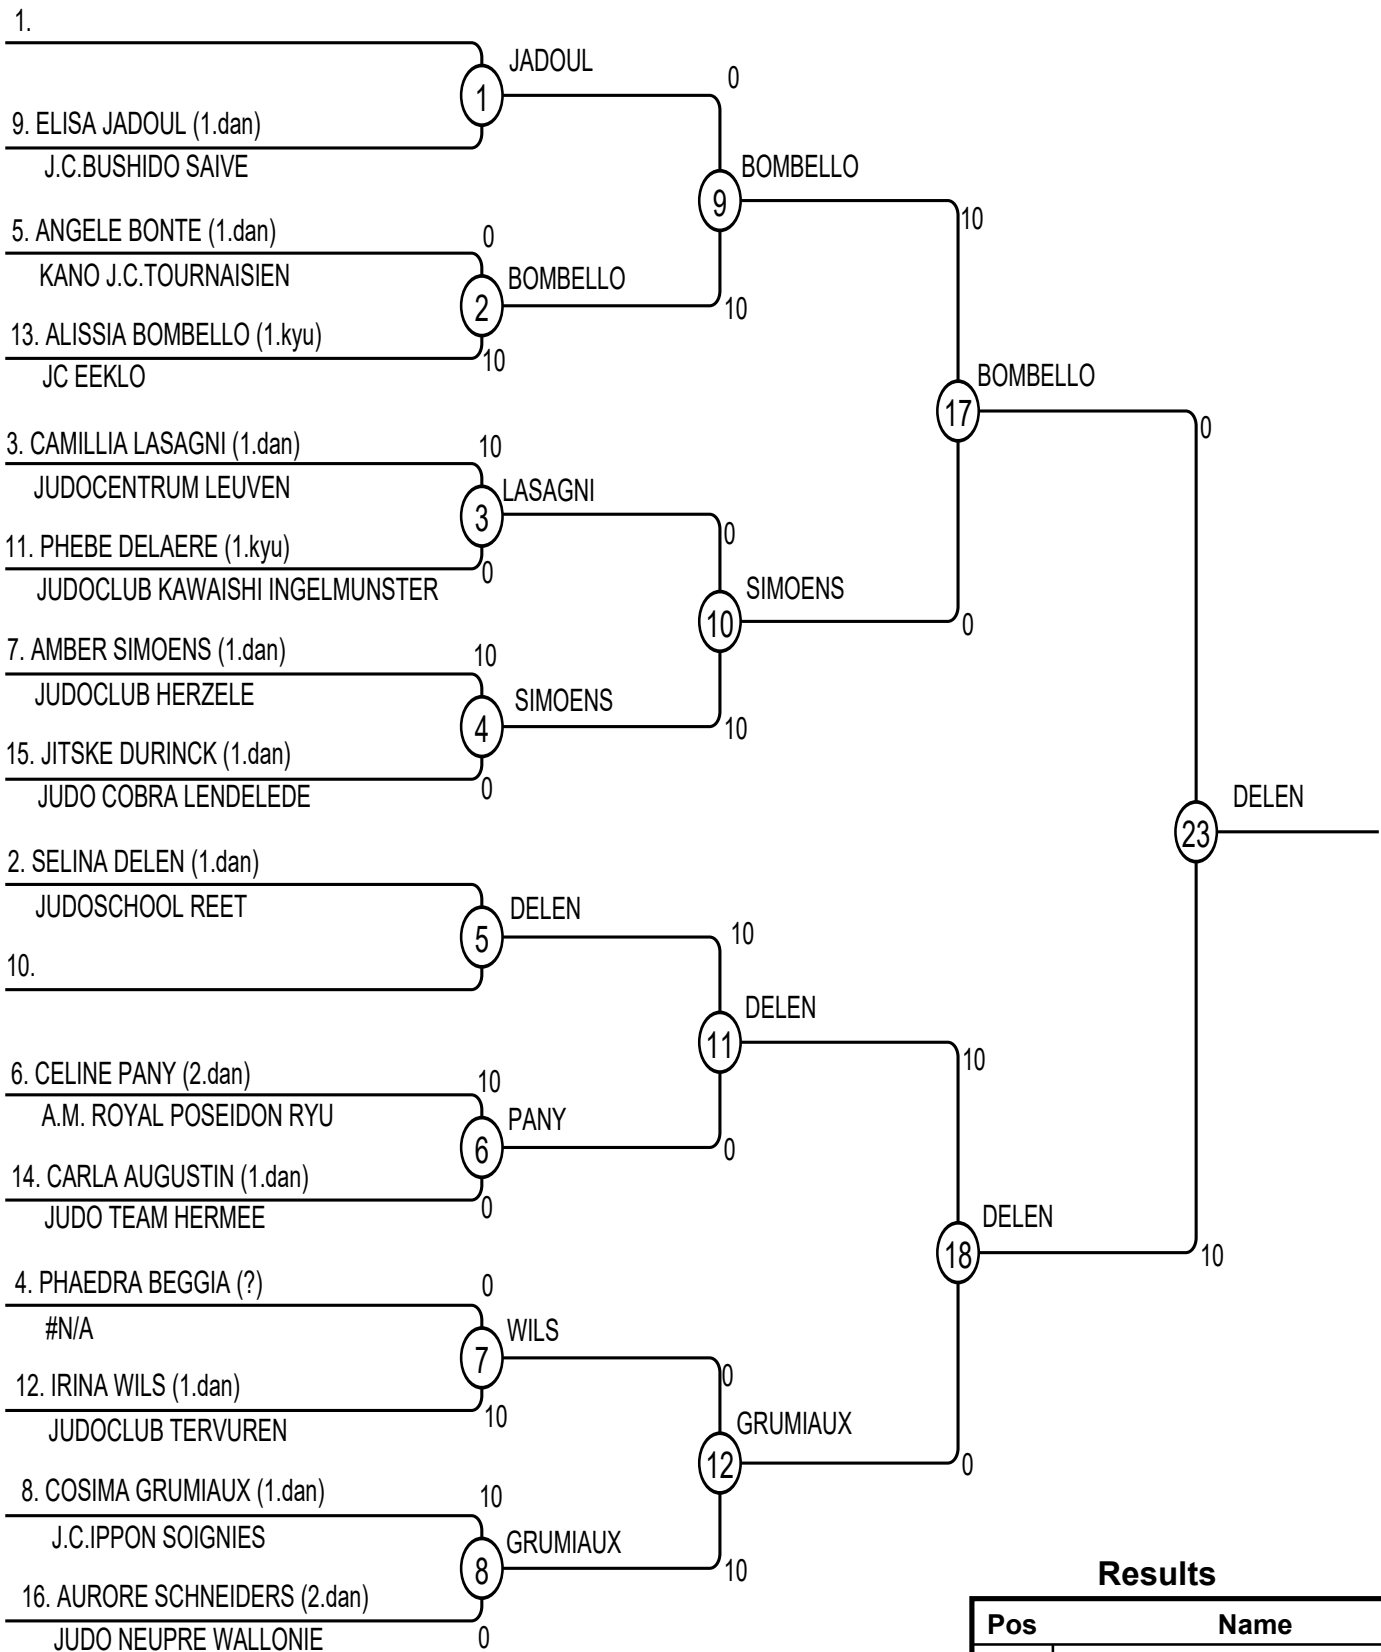 1.
JADOUL
0
1
9. ELISA JADOUL (1.dan)
J.C.BUSHIDO SAIVE
BOMBELLO
9
10
5. ANGELE BONTE (1.dan)
0
KANO J.C.TOURNAISIEN
BOMBELLO
2
10
13. ALISSIA BOMBELLO (1.kyu)
10
JC EEKLO
BOMBELLO
17
0
3. CAMILLIA LASAGNI (1.dan)
10
JUDOCENTRUM LEUVEN
LASAGNI
3
0
11. PHEBE DELAERE (1.kyu)
0
JUDOCLUB KAWAISHI INGELMUNSTER
SIMOENS
10
0
7. AMBER SIMOENS (1.dan)
10
JUDOCLUB HERZELE
SIMOENS
4
10
15. JITSKE DURINCK (1.dan)
0
JUDO COBRA LENDELEDE
DELEN
23
2. SELINA DELEN (1.dan)
JUDOSCHOOL REET
DELEN
10
5
10.
DELEN
11
10
6. CELINE PANY (2.dan)
10
A.M. ROYAL POSEIDON RYU
PANY
6
0
14. CARLA AUGUSTIN (1.dan)
0
JUDO TEAM HERMEE
DELEN
18
10
4. PHAEDRA BEGGIA (?)
0
#N/A
WILS
7
0
12. IRINA WILS (1.dan)
10
JUDOCLUB TERVUREN
GRUMIAUX
12
0
8. COSIMA GRUMIAUX (1.dan)
10
J.C.IPPON SOIGNIES
GRUMIAUX
8
10
16. AURORE SCHNEIDERS (2.dan)
0
JUDO NEUPRE WALLONIE
Results
Pos Name